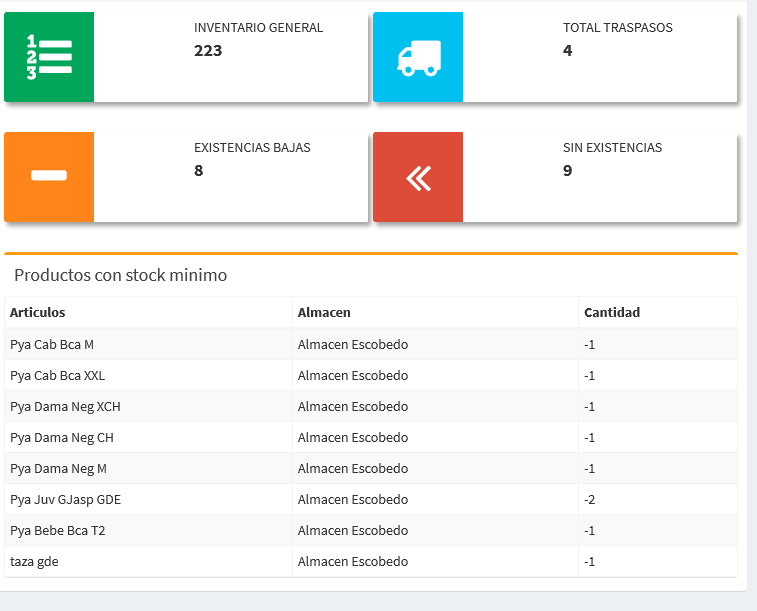 1
2
3
INVENTARIO GENERAL
223
TOTAL TRASPASOS
4
EXISTENCIAS BAJAS
8
SIN EXISTENCIAS
9
Productos con stock minimo
Articulos Almacen Cantidad
Pya Cab Bca M Almacen Escobedo -1
Pya Cab Bca XXL Almacen Escobedo -1
Pya Dama Neg XCH Almacen Escobedo -1
Pya Dama Neg CH Almacen Escobedo -1
Pya Dama Neg M Almacen Escobedo -1
Pya Juv GJasp GDE Almacen Escobedo -2
Pya Bebe Bca T2 Almacen Escobedo -1
taza gde Almacen Escobedo -1